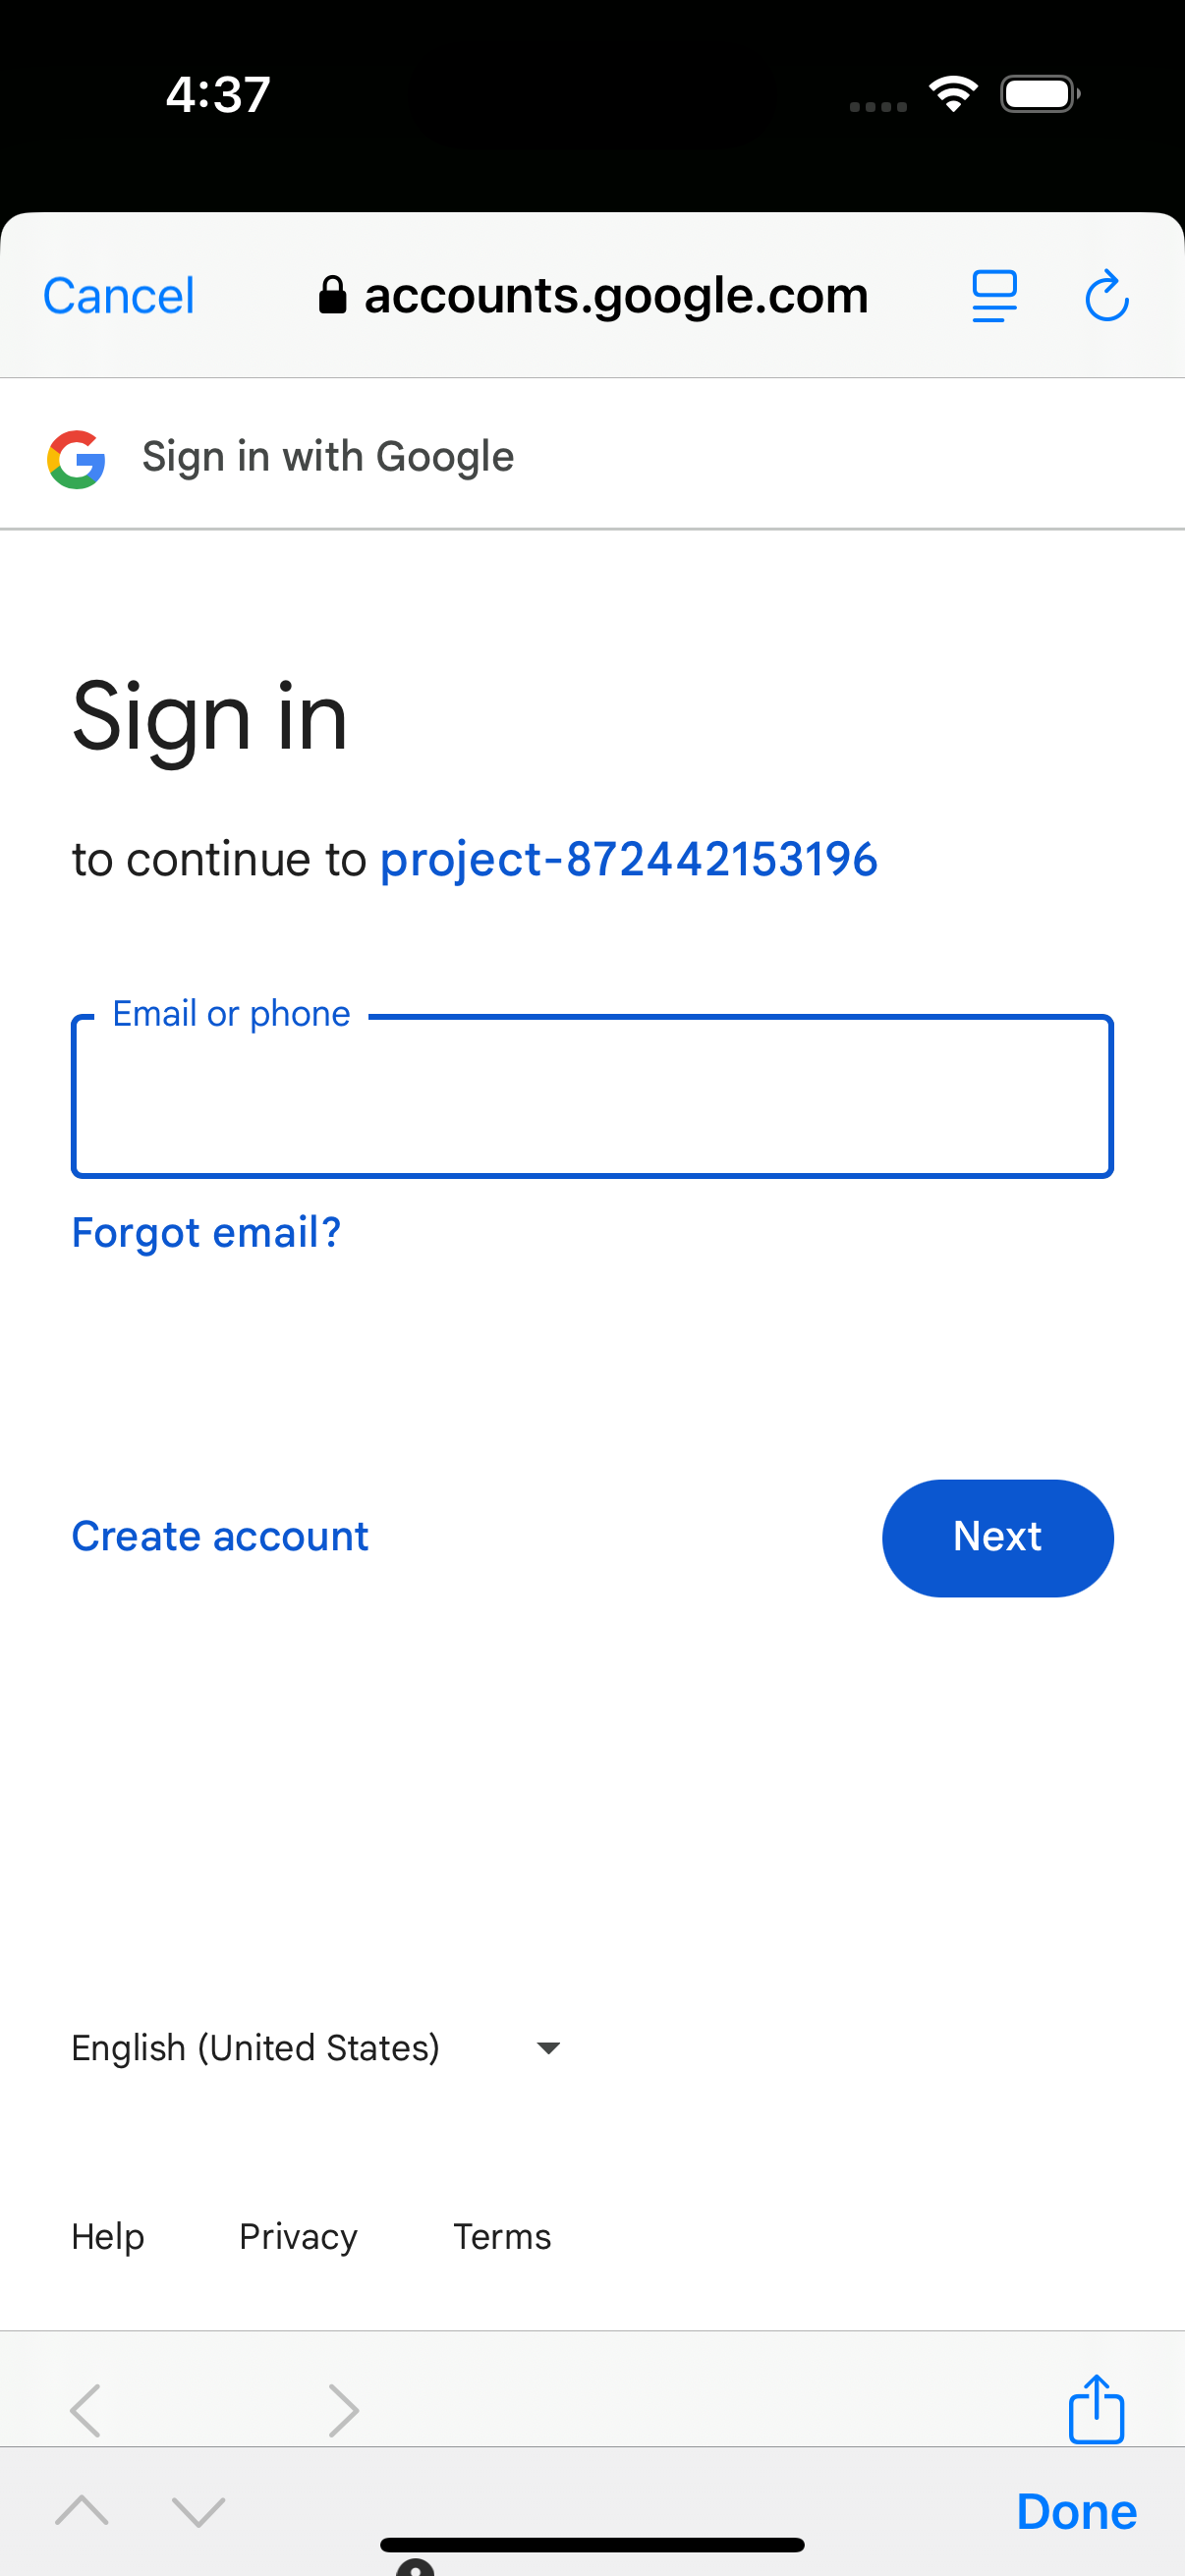 4:37
Cancel
accounts.google.com
Sign in with Google
Sign in
to continue to project-872442153196
Email or phone
Forgot email?
Create account
Next
English (United States)
Help Privacy Terms
Done